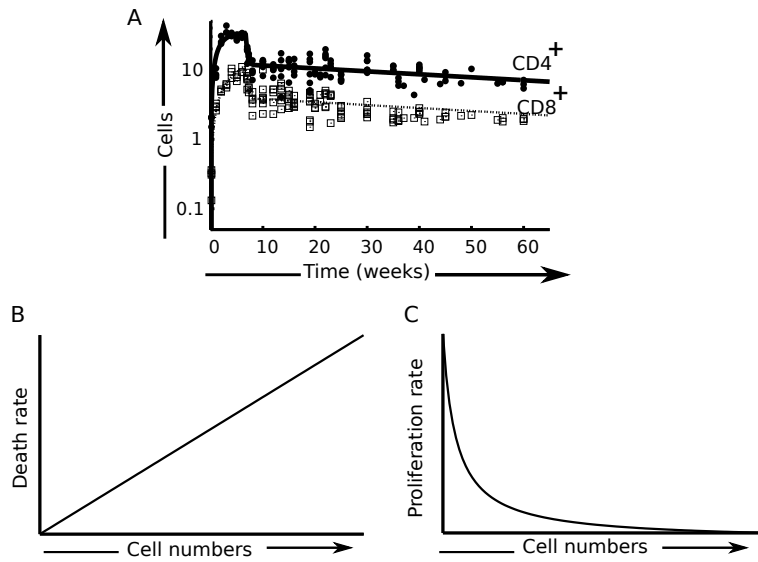 A
Cells
10
1
0.1
CD4+
CD8+
0 10 20 30 40 50 60
Time (weeks)
B
Death rate
Cell numbers
C
Proliferation rate
Cell numbers